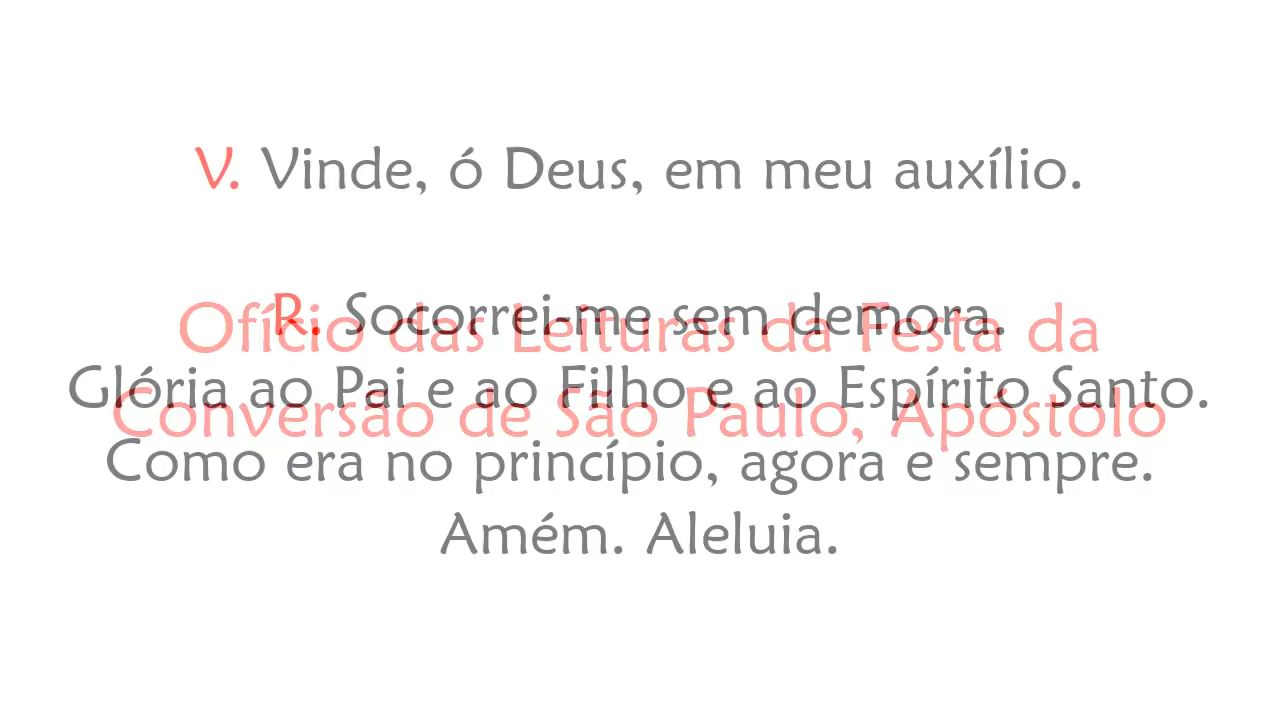 V. Vinde, ó Deus, em meu auxílio.
R. Socorrei-me sem demora.
Ofício das Leituras da Festa da
Glória ao Pai e ao Filho e ao Espírito Santo.
Conversão de São Paulo, Apóstolo
Como era no princípio, agora e sempre.
Amém. Aleluia.